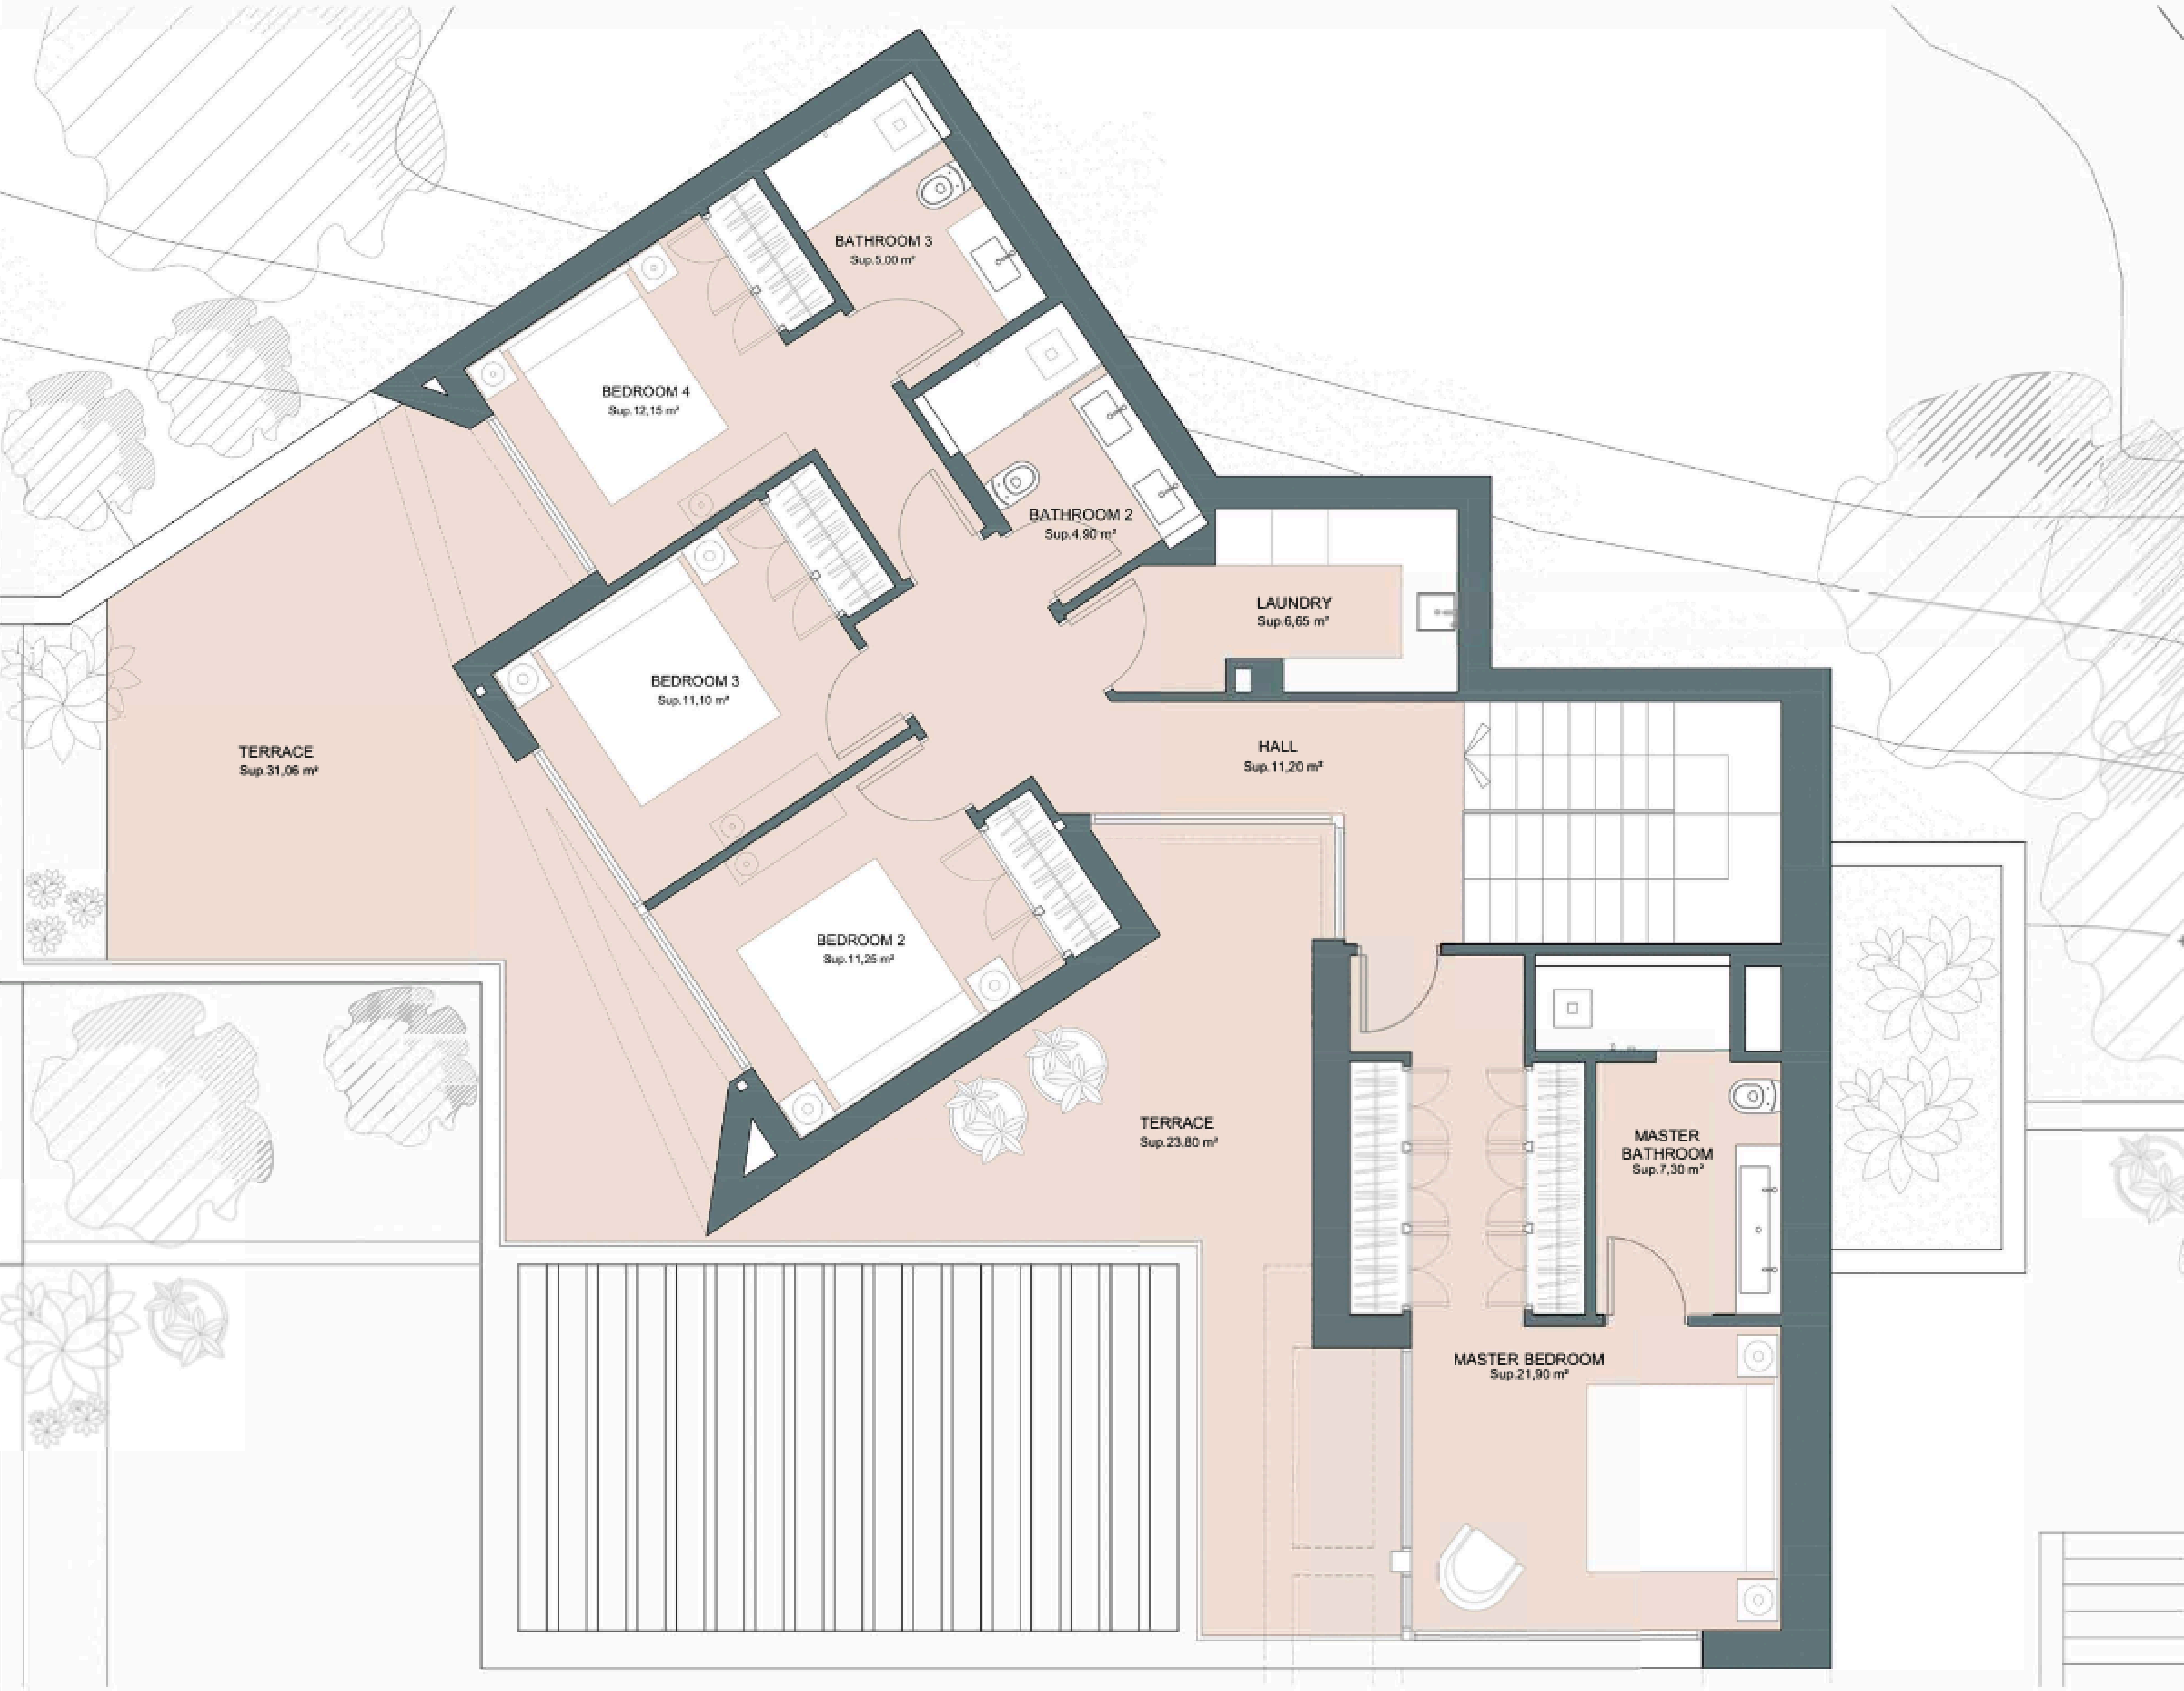 BATHROOM 3
Sup.5,00 m²
BEDROOM 4
Sup.12,15 m²
BATHROOM 2
Sup.4,90 m²
LAUNDRY
Sup.6,65 m²
BEDROOM 3
Sup.11,10 m²
TERRACE
Sup.31,06 m²
HALL
Sup.11,20 m²
BEDROOM 2
Sup.11,25 m²
TERRACE
Sup.23,80 m²
MASTER
BATHROOM
Sup.7,30 m²
MASTER BEDROOM
Sup.21,90 m²